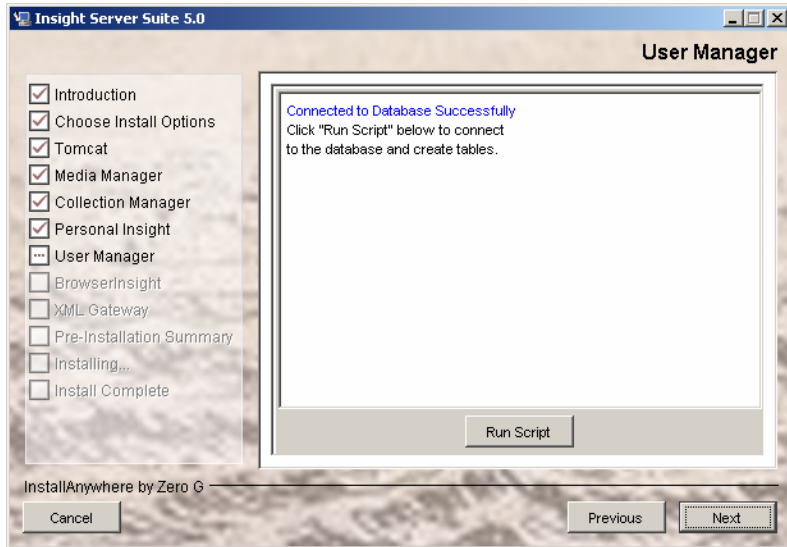 Insight Server Suite 5.0
User Manager
Introduction
Choose Install Options
Tomcat
Media Manager
Collection Manager
Personal Insight
User Manager
BrowserInsight
XML Gateway
Pre-Installation Summary
Installing...
Install Complete
Connected to Database Successfully
Click "Run Script" below to connect
to the database and create tables.
Run Script
InstallAnywhere by Zero G
Cancel
Previous
Next